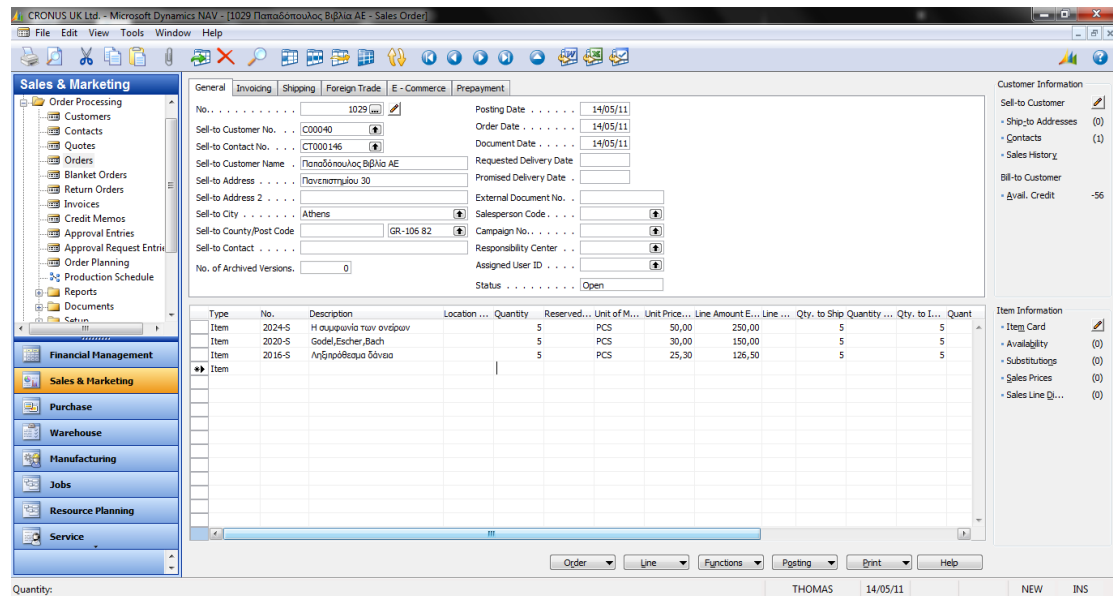 CRONUS UK Ltd. - Microsoft Dynamics NAV - [1029 Παπαδόπουλος Βιβλία ΑΕ - Sales Order]
File Edit View Tools Window Help
Sales & Marketing
Order Processing
Customers
Contacts
Quotes
Orders
Blanket Orders
Return Orders
Invoices
Credit Memos
Approval Entries
Approval Request Entrie
Order Planning
Production Schedule
Reports
Documents
Setup
Financial Management
Sales & Marketing
Purchase
Warehouse
Manufacturing
Jobs
Resource Planning
Service
General Invoicing Shipping Foreign Trade E - Commerce Prepayment
No. . . . . . . . . . . . 1029
Sell-to Customer No. . . C00040
Sell-to Contact No. . . . CT000146
Sell-to Customer Name . Παπαδόπουλος Βιβλία ΑΕ
Sell-to Address . . . . . Πανεπιστημίου 30
Sell-to Address 2 . . . .
Sell-to City . . . . . . . Athens
Sell-to County/Post Code GR-106 82
Sell-to Contact . . . . .
No. of Archived Versions. 0
Posting Date . . . . . . 14/05/11
Order Date . . . . . . . 14/05/11
Document Date . . . . . 14/05/11
Requested Delivery Date
Promised Delivery Date .
External Document No. .
Salesperson Code. . . .
Campaign No. . . . . .
Responsibility Center . .
Assigned User ID . . . .
Status . . . . . . . . . Open
Customer Information
Sell-to Customer
Ship-to Addresses (0)
Contacts (1)
Sales History
Bill-to Customer
Avail. Credit -56
Type No. Description Location ... Quantity Reserved... Unit of M... Unit Price... Line Amount E... Line ... Qty. to Ship Quantity ... Qty. to I... Quant
Item 2024-S Η συμφωνία των ονείρων 5 PCS 50,00 250,00 5 5
Item 2020-S Godel,Escher,Bach 5 PCS 30,00 150,00 5 5
Item 2016-S Ληξηρόθεσμα δάνεια 5 PCS 25,30 126,50 5 5
Item
Item Information
Item Card
Availability (0)
Substitutions (0)
Sales Prices (0)
Sales Line Di... (0)
Order Line Functions Posting Print Help
Quantity: THOMAS 14/05/11 NEW INS